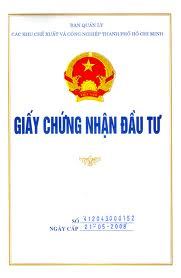 BAN QUẢN LÝ
CÁC KHU CHẾ XUẤT VÀ CÔNG NGHIỆP THÀNH PHỐ HỒ CHÍ MINH
GIẤY CHỨNG NHẬN ĐẦU TƯ
SỐ 412043000152
NGÀY CẤP 21-05-2008